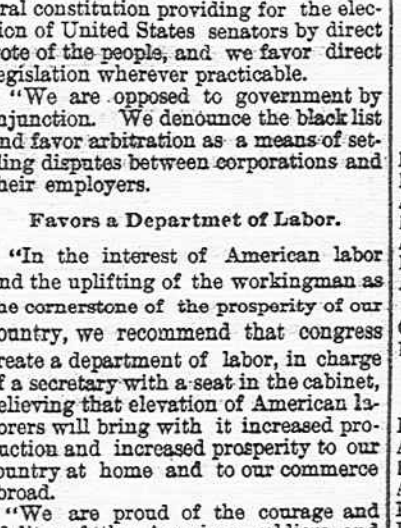 ral constitution providing for the elec-
ion of United States senators by direct
ote of the people, and we favor direct
egislation wherever practicable.
"We are opposed to government by
njunction. We denounce the black list
nd favor arbitration as a means of set-
ling disputes between corporations and
heir employers.
Favors a Departmet of Labor.
"In the interest of American labor
nd the uplifting of the workingman as
he cornerstone of the prosperity of our
ountry, we recommend that congress
reate a department of labor, in charge
f a secretary with a seat in the cabinet,
elieving that elevation of American la-
orers will bring with it increased pro-
uction and increased prosperity to our
ountry at home and to our commerce
broad.
"We are proud of the courage and